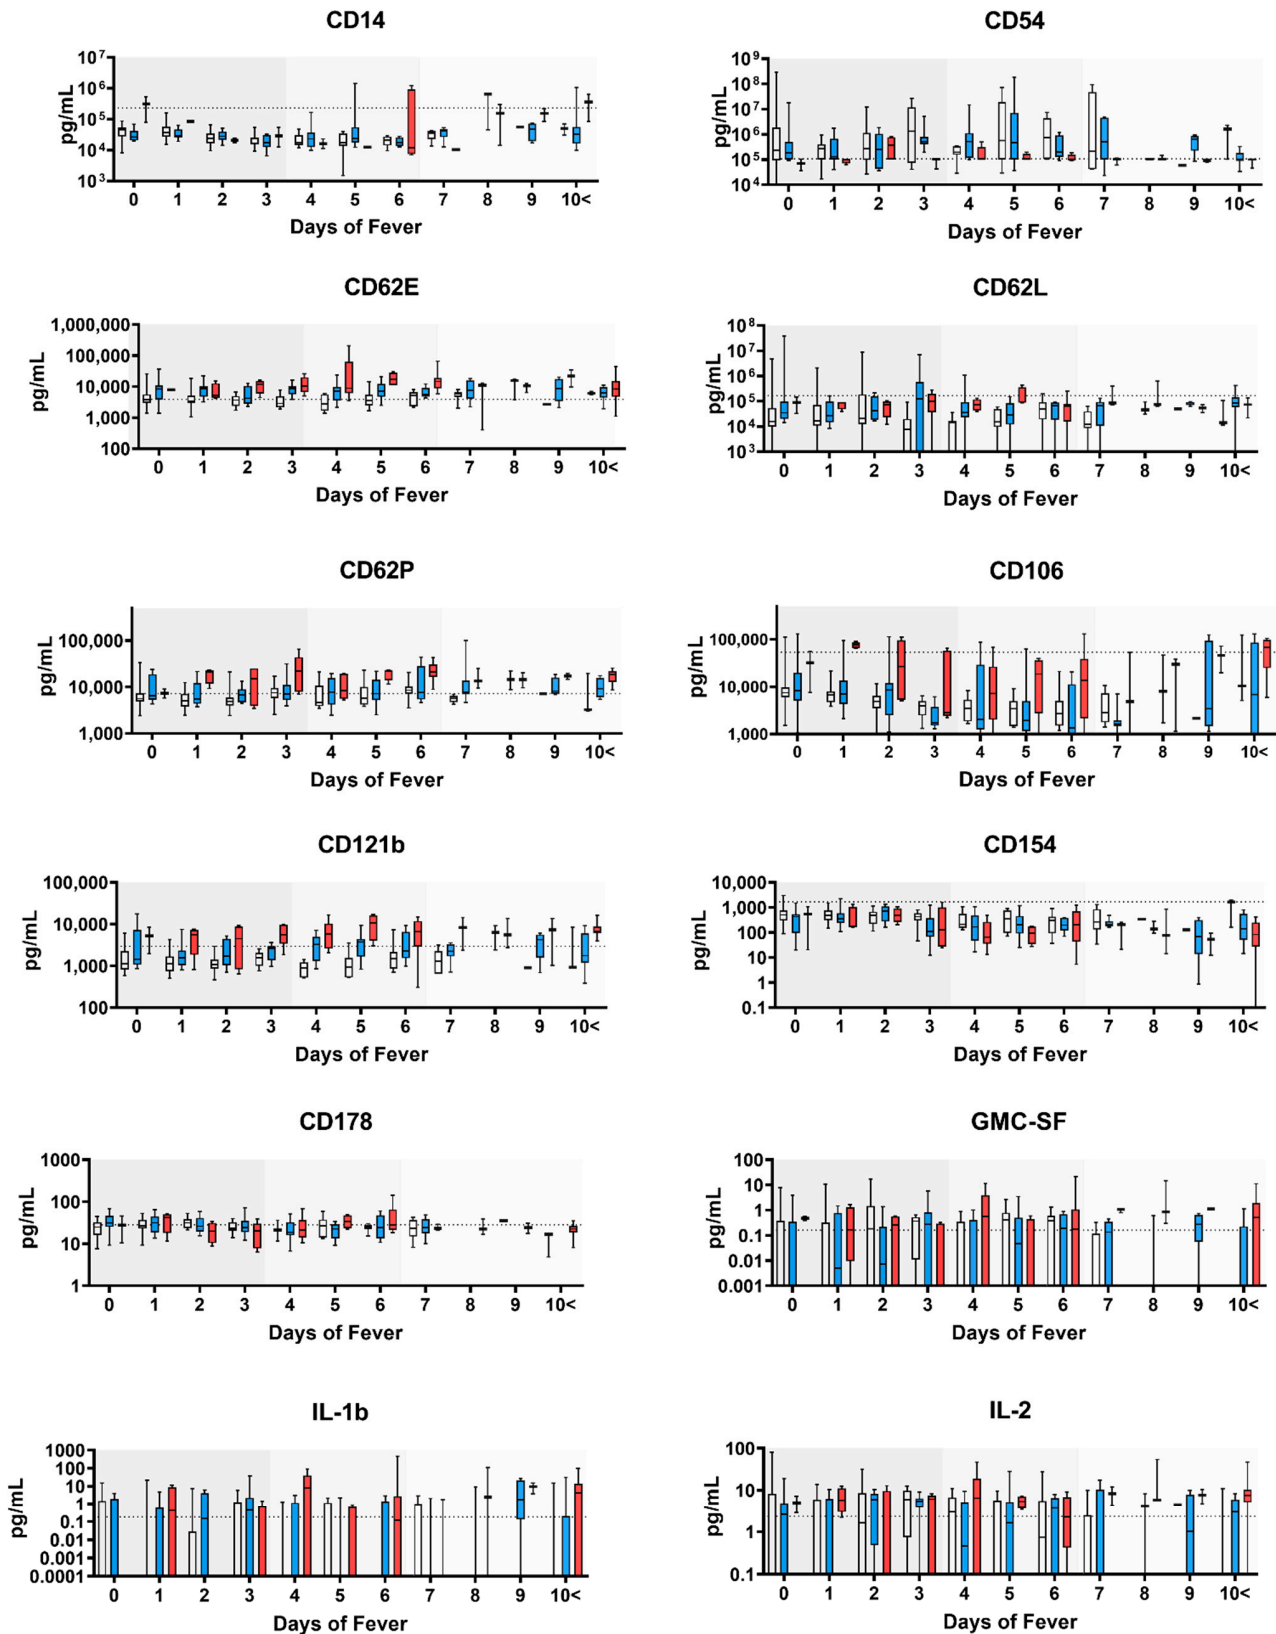 CD14
pg/mL
10⁷
10⁶
10⁵
10⁴
10³
0 1 2 3 4 5 6 7 8 9 10<
Days of Fever
CD54
pg/mL
10⁹
10⁸
10⁷
10⁶
10⁵
10⁴
0 1 2 3 4 5 6 7 8 9 10<
Days of Fever
CD62E
pg/mL
1,000,000
100,000
10,000
1,000
100
0 1 2 3 4 5 6 7 8 9 10<
Days of Fever
CD62L
pg/mL
10⁸
10⁷
10⁶
10⁵
10⁴
10³
0 1 2 3 4 5 6 7 8 9 10<
Days of Fever
CD62P
pg/mL
100,000
10,000
1,000
0 1 2 3 4 5 6 7 8 9 10<
Days of Fever
CD106
pg/mL
100,000
10,000
1,000
0 1 2 3 4 5 6 7 8 9 10<
Days of Fever
CD121b
pg/mL
100,000
10,000
1,000
100
0 1 2 3 4 5 6 7 8 9 10<
Days of Fever
CD154
pg/mL
10,000
1,000
100
10
1
0.1
0 1 2 3 4 5 6 7 8 9 10<
Days of Fever
CD178
pg/mL
1000
100
10
1
0 1 2 3 4 5 6 7 8 9 10<
Days of Fever
GMC-SF
pg/mL
100
10
1
0.1
0.01
0.001
0 1 2 3 4 5 6 7 8 9 10<
Days of Fever
IL-1b
pg/mL
1000
100
10
1
0.1
0.01
0.001
0.0001
0 1 2 3 4 5 6 7 8 9 10<
Days of Fever
IL-2
pg/mL
100
10
1
0.1
0 1 2 3 4 5 6 7 8 9 10<
Days of Fever